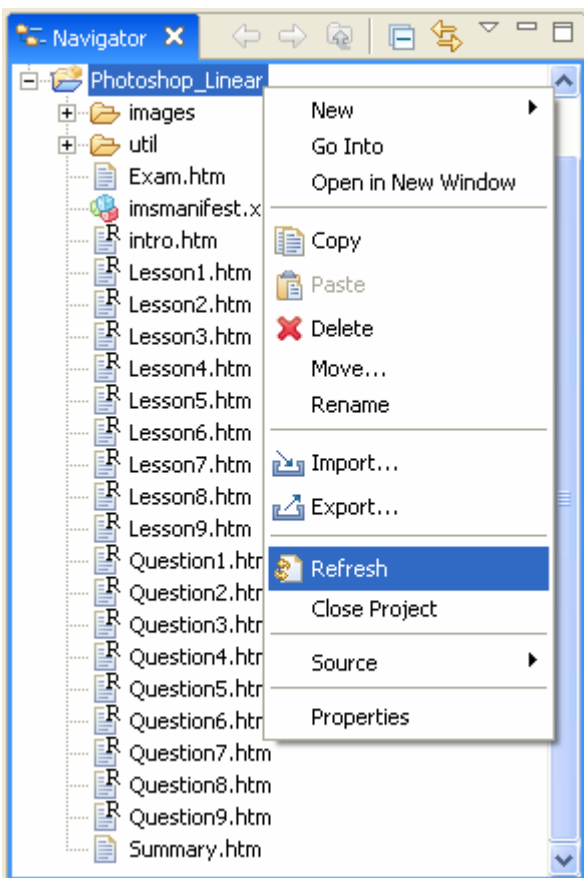 Navigator
Photoshop_Linear
images
util
Exam.htm
imsmanifest.x
intro.htm
Lesson1.htm
Lesson2.htm
Lesson3.htm
Lesson4.htm
Lesson5.htm
Lesson6.htm
Lesson7.htm
Lesson8.htm
Lesson9.htm
Question1.htm
Question2.htm
Question3.htm
Question4.htm
Question5.htm
Question6.htm
Question7.htm
Question8.htm
Question9.htm
Summary.htm
New
Go Into
Open in New Window
Copy
Paste
Delete
Move...
Rename
Import...
Export...
Refresh
Close Project
Source
Properties